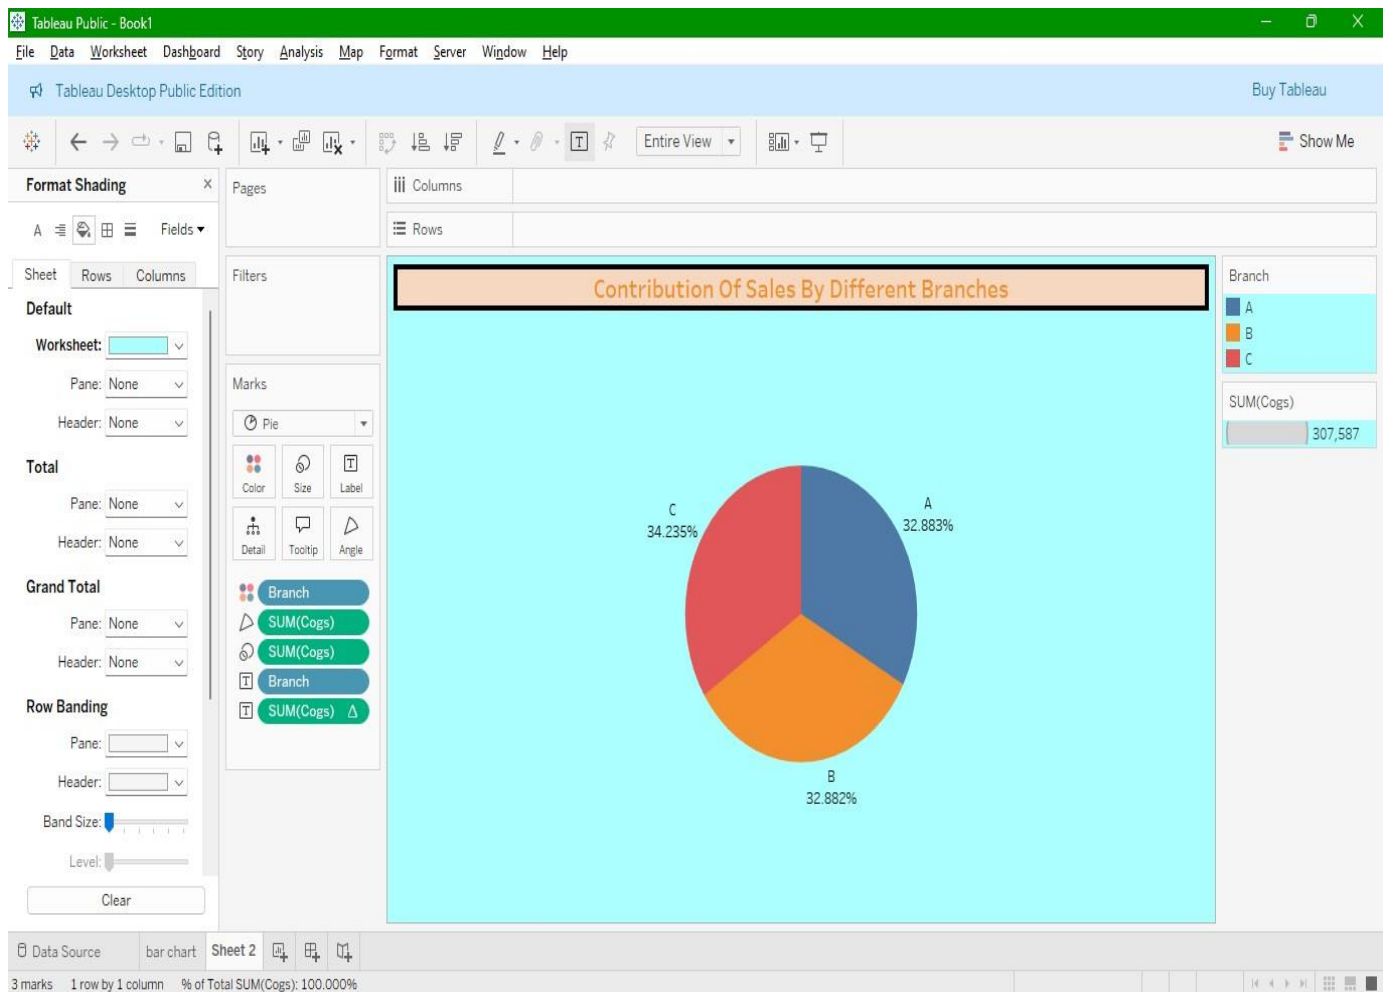 Tableau Public - Book1
File Data Worksheet Dashboard Story Analysis Map Format Server Window Help
Tableau Desktop Public Edition
Buy Tableau
Entire View
Show Me
Format Shading
Fields
Sheet Rows Columns
Default
Worksheet:
Pane: None
Header: None
Total
Pane: None
Header: None
Grand Total
Pane: None
Header: None
Row Banding
Pane:
Header:
Band Size:
Level:
Clear
Pages
Filters
Marks
Pie
Color Size Label
Detail Tooltip Angle
Branch
SUM(Cogs)
SUM(Cogs)
Branch
SUM(Cogs) Δ
Columns
Rows
Contribution Of Sales By Different Branches
C
34.235%
A
32.883%
B
32.882%
Branch
A
B
C
SUM(Cogs)
307,587
Data Source bar chart Sheet 2
3 marks 1 row by 1 column % of Total SUM(Cogs): 100.000%